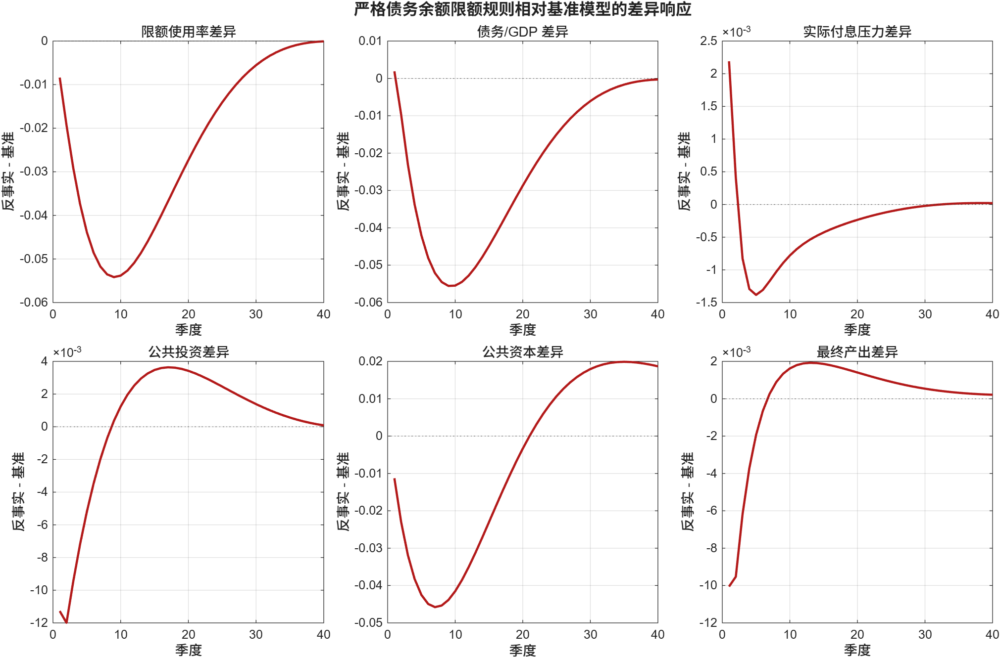 严格债务余额限额规则相对基准模型的差异响应
限额使用率差异
反事实 - 基准
0
-0.01
-0.02
-0.03
-0.04
-0.05
-0.06
0 10 20 30 40
季度
债务/GDP 差异
反事实 - 基准
0.01
0
-0.01
-0.02
-0.03
-0.04
-0.05
-0.06
0 10 20 30 40
季度
×10-3
实际付息压力差异
反事实 - 基准
2.5
2
1.5
1
0.5
0
-0.5
-1
-1.5
0 10 20 30 40
季度
×10-3
公共投资差异
反事实 - 基准
4
2
0
-2
-4
-6
-8
-10
-12
0 10 20 30 40
季度
公共资本差异
反事实 - 基准
0.02
0.01
0
-0.01
-0.02
-0.03
-0.04
-0.05
0 10 20 30 40
季度
×10-3
最终产出差异
反事实 - 基准
2
0
-2
-4
-6
-8
-10
-12
0 10 20 30 40
季度